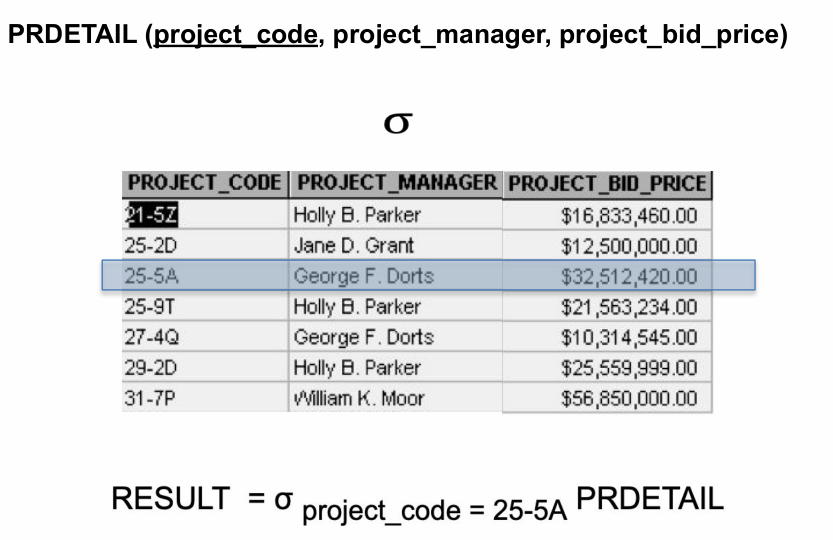 PRDETAIL (project_code, project_manager, project_bid_price)
σ
PROJECT_CODE PROJECT_MANAGER PROJECT_BID_PRICE
21-5Z Holly B. Parker $16,833,460.00
25-2D Jane D. Grant $12,500,000.00
25-5A George F. Dorts $32,512,420.00
25-9T Holly B. Parker $21,563,234.00
27-4Q George F. Dorts $10,314,545.00
29-2D Holly B. Parker $25,559,999.00
31-7P William K. Moor $56,850,000.00
RESULT = σ project_code = 25-5A PRDETAIL